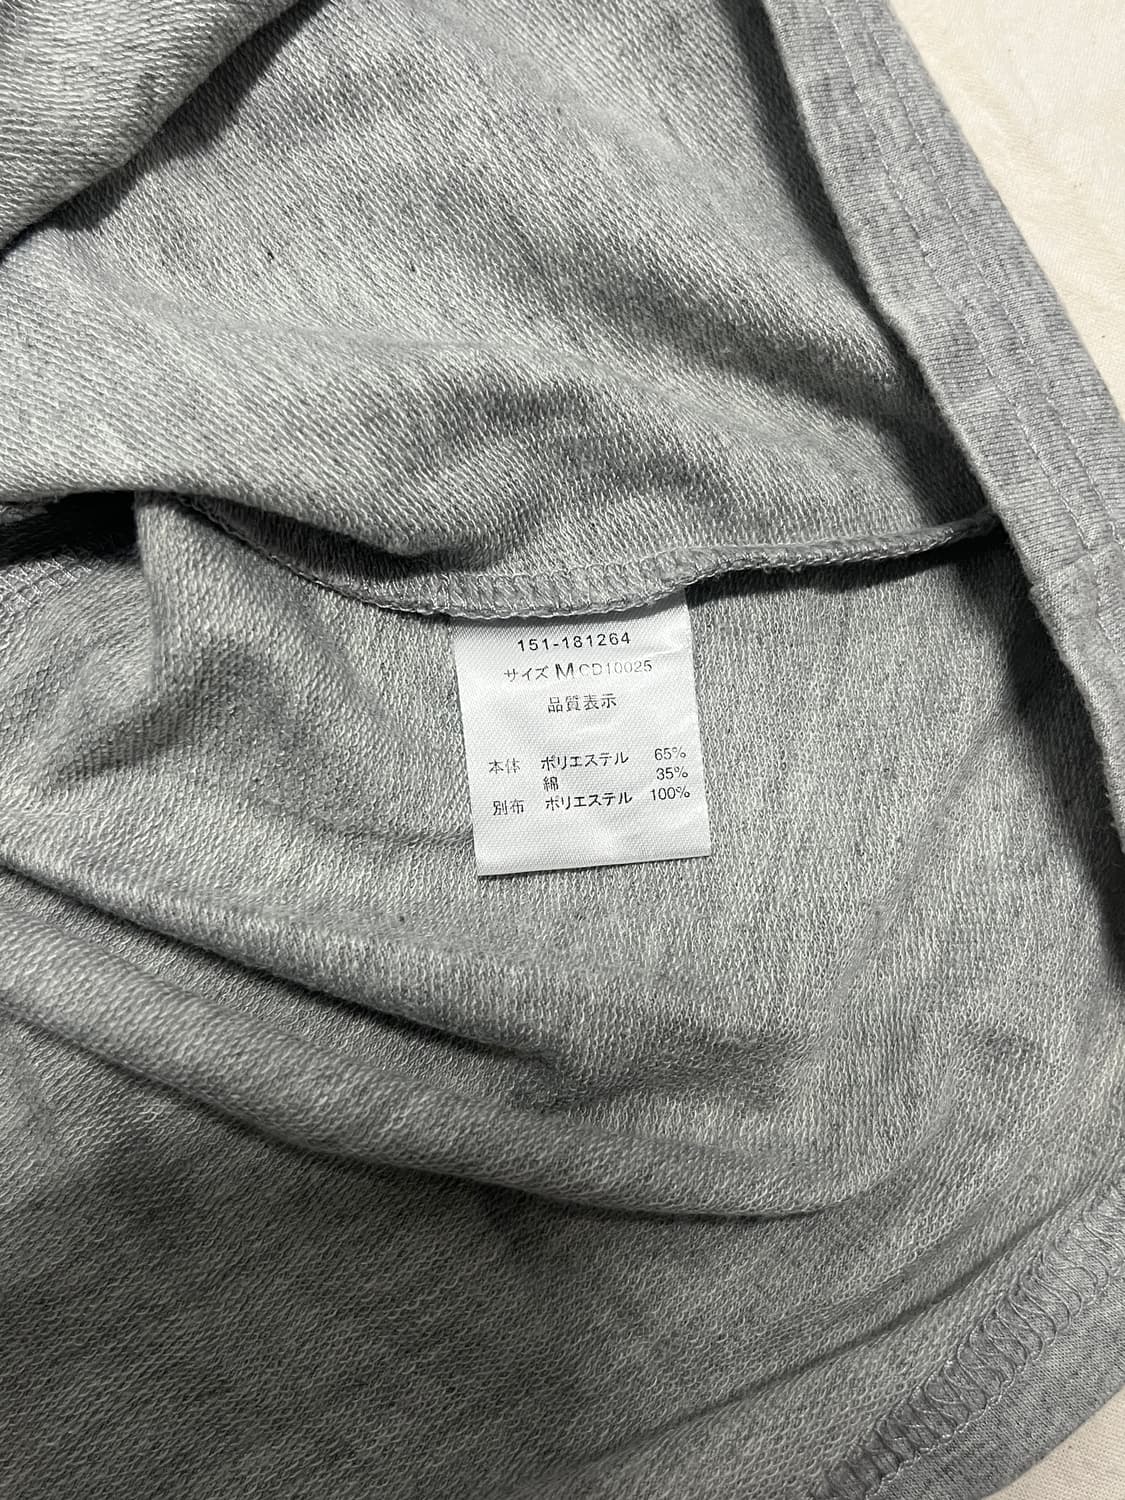 151-181264
サイズ M CD10025
品質表示
本体 ポリエステル 65%
綿 35%
別布 ポリエステル 100%